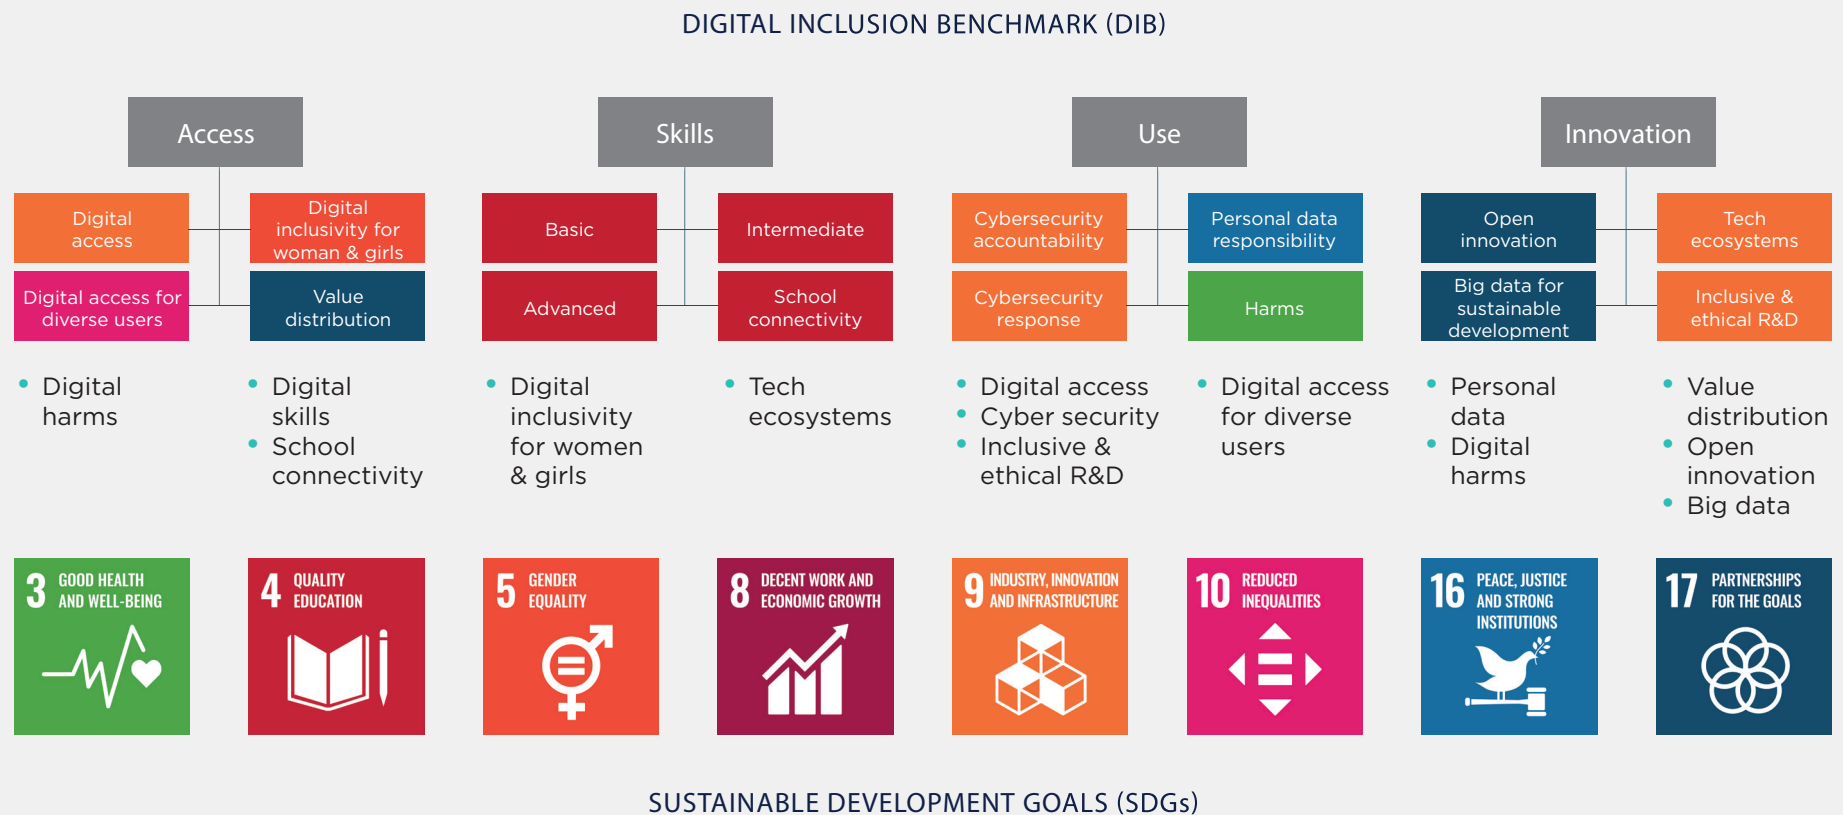 DIGITAL INCLUSION BENCHMARK (DIB)
Access
Digital
access
Digital
inclusivity for
woman & girls
Digital access for
diverse users
Value
distribution
Skills
Basic
Intermediate
Advanced
School
connectivity
Use
Cybersecurity
accountability
Personal data
responsibility
Cybersecurity
response
Harms
Innovation
Open
innovation
Tech
ecosystems
Big data for
sustainable
development
Inclusive &
ethical R&D
• Digital
harms
• Digital
skills
• School
connectivity
• Digital
inclusivity
for women
& girls
• Tech
ecosystems
• Digital access
• Cyber security
• Inclusive &
ethical R&D
• Digital access
for diverse
users
• Personal
data
• Digital
harms
• Value
distribution
• Open
innovation
• Big data
3 GOOD HEALTH
AND WELL-BEING
4 QUALITY
EDUCATION
5 GENDER
EQUALITY
8 DECENT WORK AND
ECONOMIC GROWTH
9 INDUSTRY, INNOVATION
AND INFRASTRUCTURE
10 REDUCED
INEQUALITIES
16 PEACE, JUSTICE
AND STRONG
INSTITUTIONS
17 PARTNERSHIPS
FOR THE GOALS
SUSTAINABLE DEVELOPMENT GOALS (SDGs)